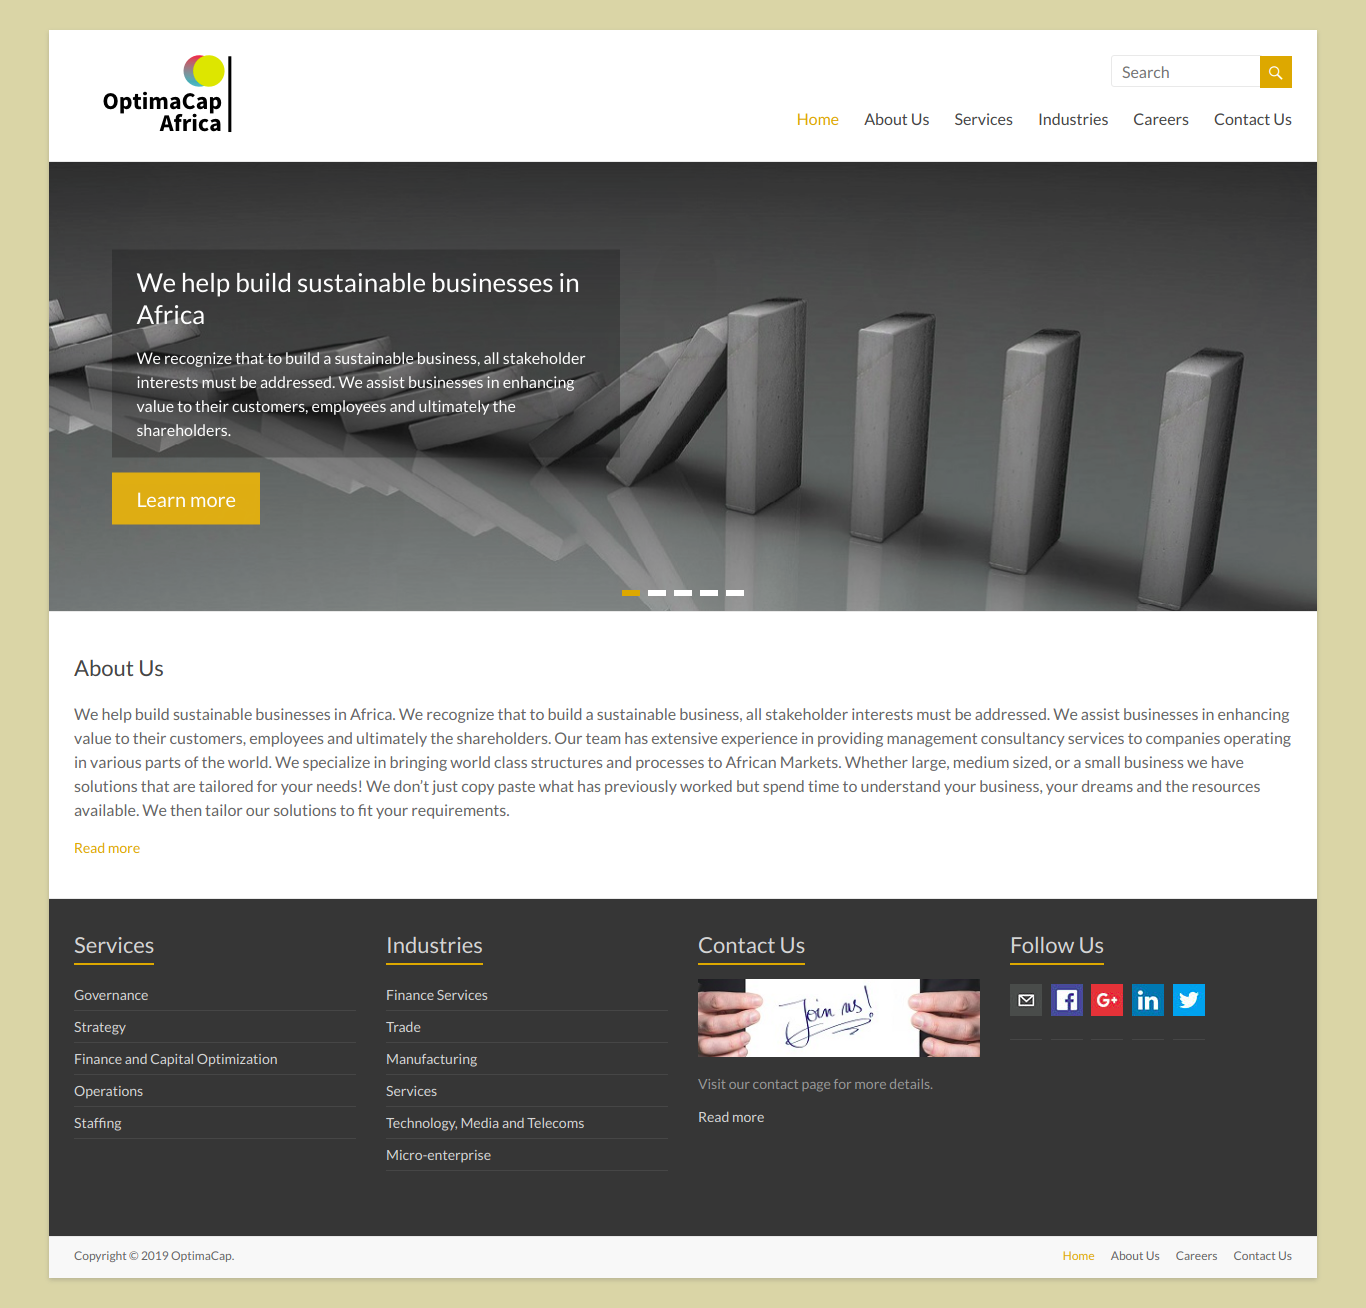 OptimaCap
Africa
Search
Home About Us Services Industries Careers Contact Us
We help build sustainable businesses in
Africa
We recognize that to build a sustainable business, all stakeholder
interests must be addressed. We assist businesses in enhancing
value to their customers, employees and ultimately the
shareholders.
Learn more
About Us
We help build sustainable businesses in Africa. We recognize that to build a sustainable business, all stakeholder interests must be addressed. We assist businesses in enhancing
value to their customers, employees and ultimately the shareholders. Our team has extensive experience in providing management consultancy services to companies operating
in various parts of the world. We specialize in bringing world class structures and processes to African Markets. Whether large, medium sized, or a small business we have
solutions that are tailored for your needs! We don’t just copy paste what has previously worked but spend time to understand your business, your dreams and the resources
available. We then tailor our solutions to fit your requirements.
Read more
Services
Governance
Strategy
Finance and Capital Optimization
Operations
Staffing
Industries
Finance Services
Trade
Manufacturing
Services
Technology, Media and Telecoms
Micro-enterprise
Contact Us
Join us!
Visit our contact page for more details.
Read more
Follow Us
G+
in
Copyright © 2019 OptimaCap.
Home About Us Careers Contact Us